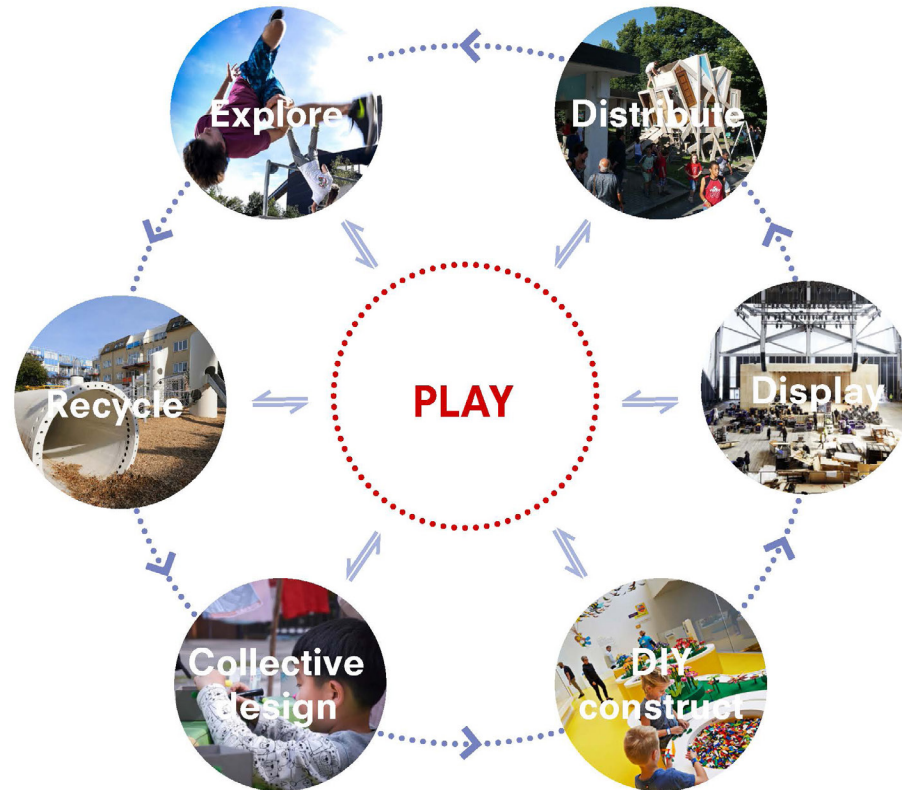 Explore
Distribute
Recycle
PLAY
Display
Collective
design
DIY
construct